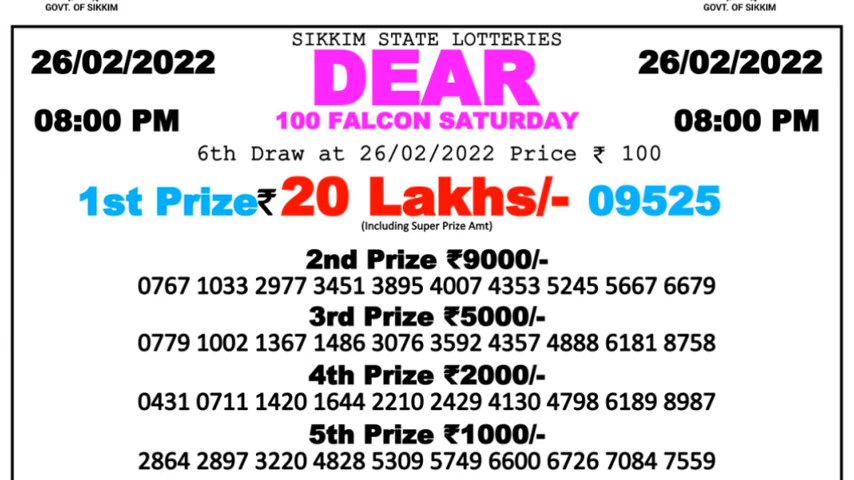 GOVT. OF SIKKIM GOVT. OF SIKKIM
SIKKIM STATE LOTTERIES
26/02/2022 DEAR 26/02/2022
08:00 PM 100 FALCON SATURDAY 08:00 PM
6th Draw at 26/02/2022 Price ₹ 100
1st Prize₹20 Lakhs/- 09525
(Including Super Prize Amt)
2nd Prize ₹9000/-
0767 1033 2977 3451 3895 4007 4353 5245 5667 6679
3rd Prize ₹5000/-
0779 1002 1367 1486 3076 3592 4357 4888 6181 8758
4th Prize ₹2000/-
0431 0711 1420 1644 2210 2429 4130 4798 6189 8987
5th Prize ₹1000/-
2864 2897 3220 4828 5309 5749 6600 6726 7084 7559